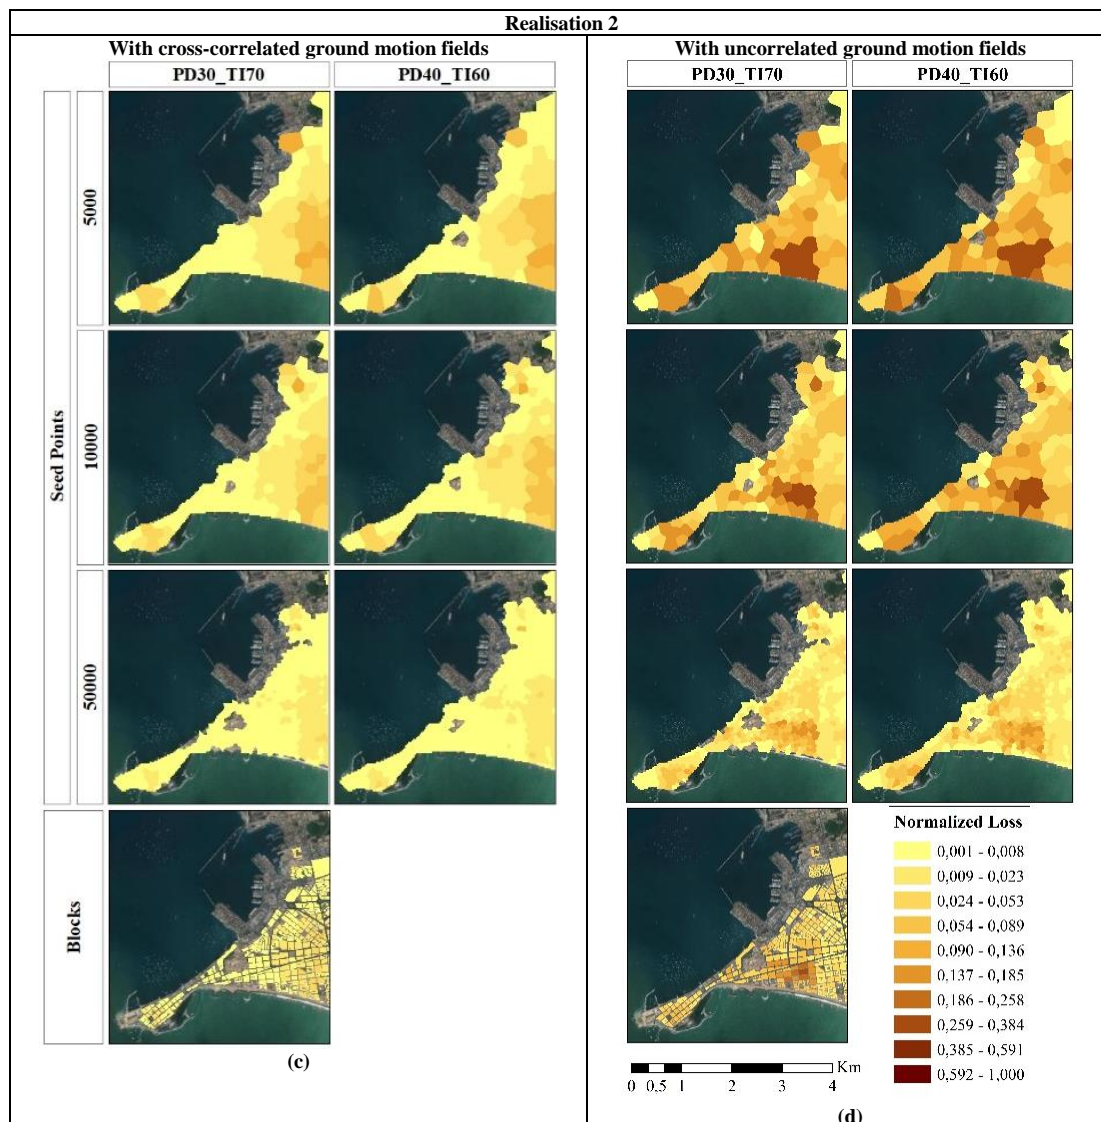 Realisation 2
With cross-correlated ground motion fields
With uncorrelated ground motion fields
PD30_TI70
PD40_TI60
PD30_TI70
PD40_TI60
Seed Points
5000
10000
50000
Blocks
Normalized Loss
0,001 - 0,008
0,009 - 0,023
0,024 - 0,053
0,054 - 0,089
0,090 - 0,136
0,137 - 0,185
0,186 - 0,258
0,259 - 0,384
0,385 - 0,591
0,592 - 1,000
Km
0 0,5 1 2 3 4
(c)
(d)